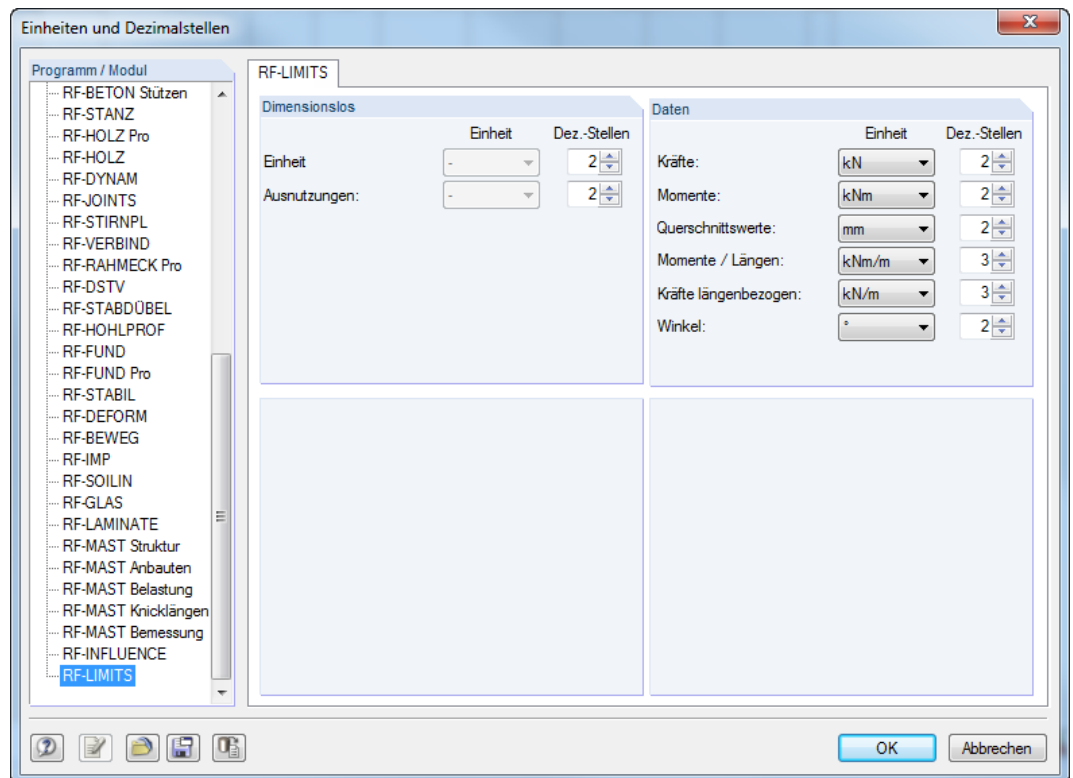 Einheiten und Dezimalstellen
Programm / Modul
RF-BETON Stützen
RF-STANZ
RF-HOLZ Pro
RF-HOLZ
RF-DYNAM
RF-JOINTS
RF-STIRNPL
RF-VERBIND
RF-RAHMECK Pro
RF-DSTV
RF-STABDÜBEL
RF-HOHLPROF
RF-FUND
RF-FUND Pro
RF-STABIL
RF-DEFORM
RF-BEWEG
RF-IMP
RF-SOILIN
RF-GLAS
RF-LAMINATE
RF-MAST Struktur
RF-MAST Anbauten
RF-MAST Belastung
RF-MAST Knicklängen
RF-MAST Bemessung
RF-INFLUENCE
RF-LIMITS
RF-LIMITS
Dimensionslos
Einheit Dez.-Stellen
Einheit - 2
Ausnutzungen: - 2
Daten
Einheit Dez.-Stellen
Kräfte: kN 2
Momente: kNm 2
Querschnittswerte: mm 2
Momente / Längen: kNm/m 3
Kräfte längenbezogen: kN/m 3
Winkel: ° 2
OK Abbrechen